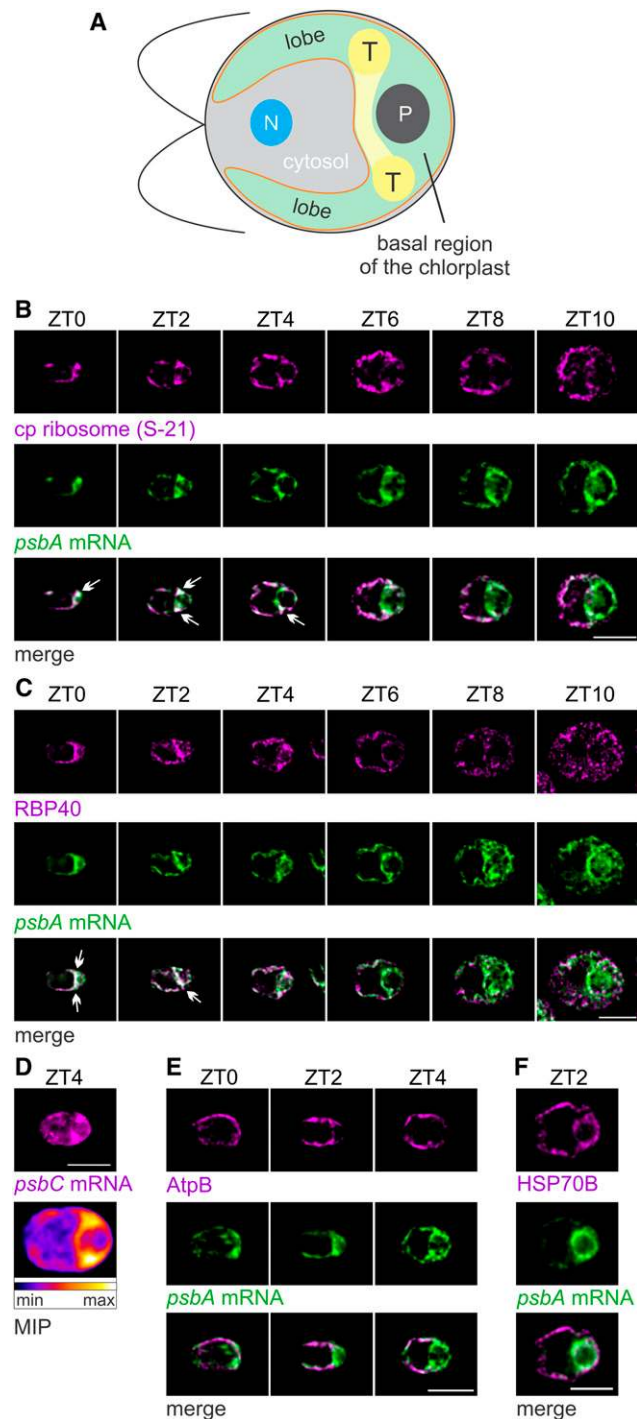 A
lobe
T
N
P
cytosol
T
lobe
basal region
of the chlorplast
B
ZT0 ZT2 ZT4 ZT6 ZT8 ZT10
cp ribosome (S-21)
psbA mRNA
merge
C
ZT0 ZT2 ZT4 ZT6 ZT8 ZT10
RBP40
psbA mRNA
merge
D
ZT4
psbC mRNA
min max
MIP
E
ZT0 ZT2 ZT4
AtpB
psbA mRNA
merge
F
ZT2
HSP70B
psbA mRNA
merge